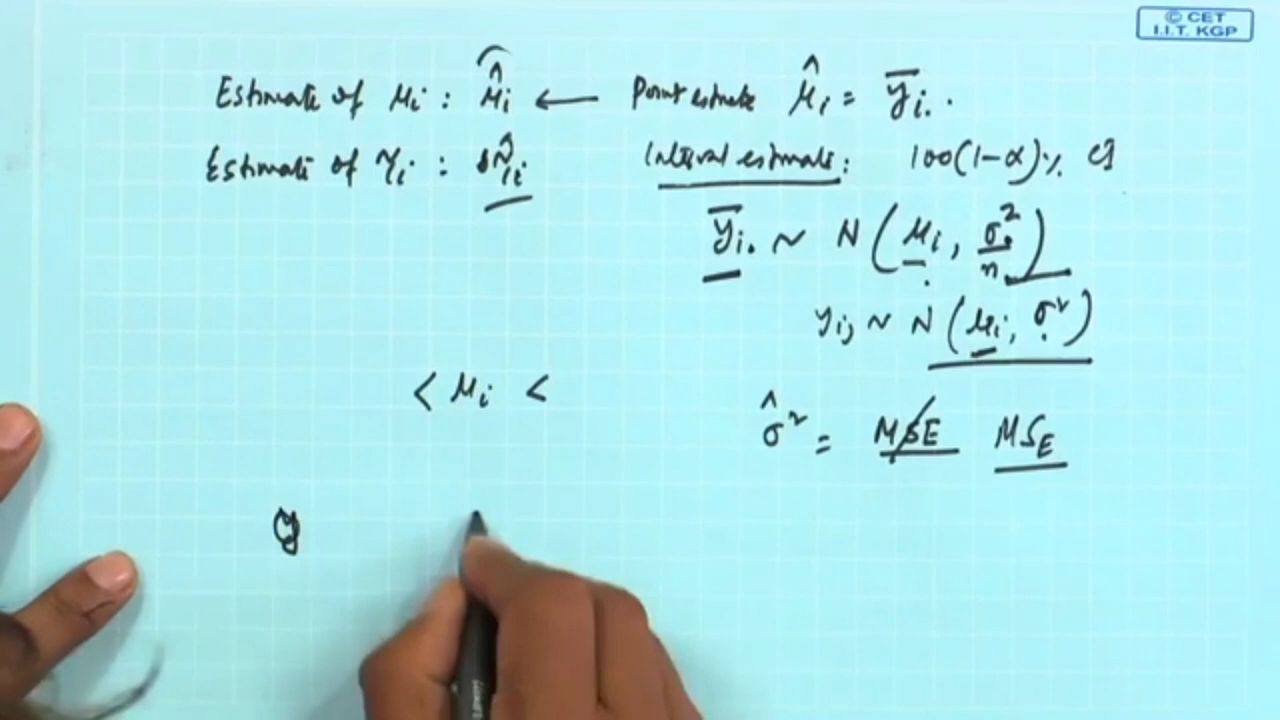 © CET
I.I.T. KGP
Estimate of μi : μ̂i ← Point estimate μ̂i = ȳi.
Estimate of τi : τ̂i Interval estimate: 100(1-α)% CI
ȳi. ~ N(μi, σ²/n)
yij ~ N(μi, σ²)
< μi <
σ̂² = MSE MSE
y